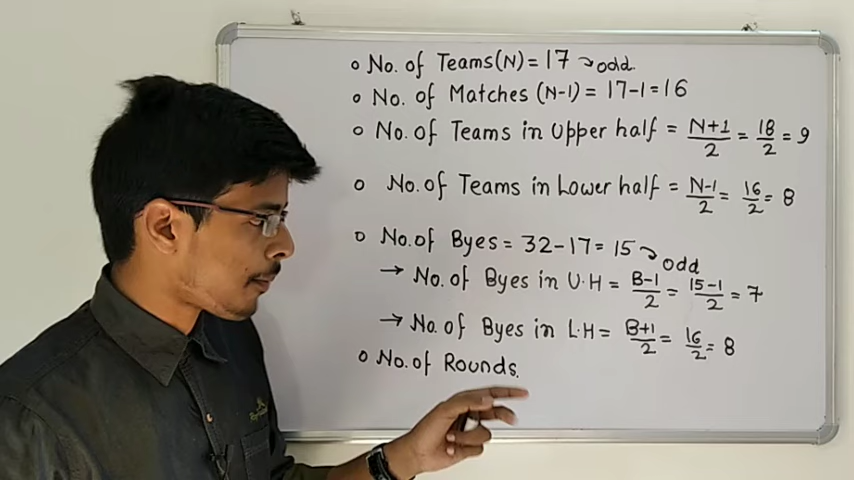 o No. of Teams (N) = 17 → odd.
o No. of Matches (N-1) = 17-1 = 16
o No. of Teams in Upper half = N+1/2 = 18/2 = 9
o No. of Teams in Lower half = N-1/2 = 16/2 = 8
o No. of Byes = 32-17 = 15 → odd
→ No. of Byes in U.H = B-1/2 = 15-1/2 = 7
→ No. of Byes in L.H = B+1/2 = 16/2 = 8
o No. of Rounds.